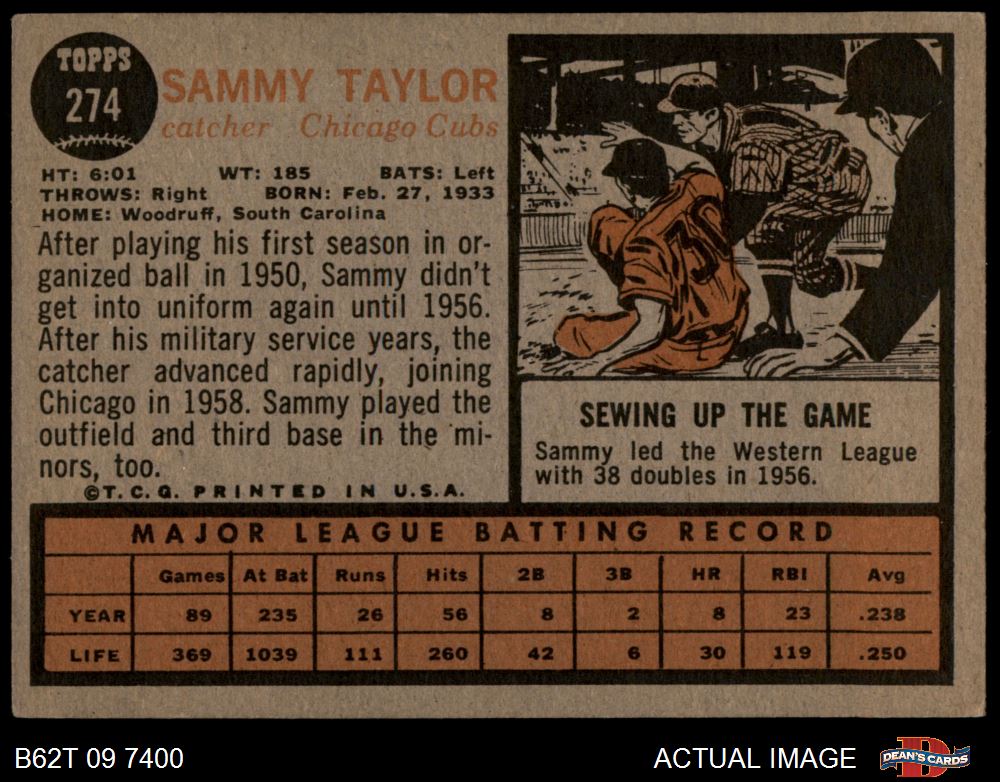 TOPPS
274
SAMMY TAYLOR
catcher Chicago Cubs
HT: 6:01 WT: 185 BATS: Left
THROWS: Right BORN: Feb. 27, 1933
HOME: Woodruff, South Carolina
After playing his first season in or-
ganized ball in 1950, Sammy didn't
get into uniform again until 1956.
After his military service years, the
catcher advanced rapidly, joining
Chicago in 1958. Sammy played the
outfield and third base in the mi-
nors, too.
©T.C.G. PRINTED IN U.S.A.
30
SEWING UP THE GAME
Sammy led the Western League
with 38 doubles in 1956.
MAJOR LEAGUE BATTING RECORD
Games At Bat Runs Hits 2B 3B HR RBI Avg
YEAR 89 235 26 56 8 2 8 23 .238
LIFE 369 1039 111 260 42 6 30 119 .250
B62T 09 7400 ACTUAL IMAGE DEAN'S CARDS